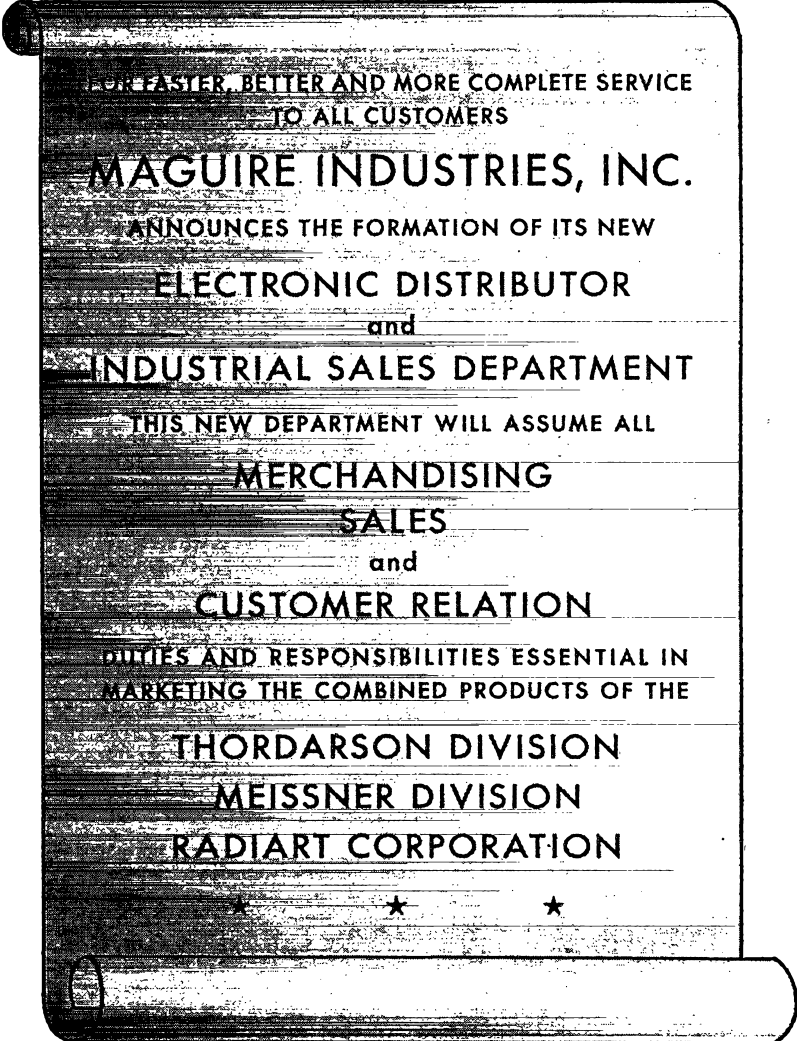 FOR FASTER, BETTER AND MORE COMPLETE SERVICE
TO ALL CUSTOMERS
MAGUIRE INDUSTRIES, INC.
ANNOUNCES THE FORMATION OF ITS NEW
ELECTRONIC DISTRIBUTOR
and
INDUSTRIAL SALES DEPARTMENT
THIS NEW DEPARTMENT WILL ASSUME ALL
MERCHANDISING
SALES
and
CUSTOMER RELATION
DUTIES AND RESPONSIBILITIES ESSENTIAL IN
MARKETING THE COMBINED PRODUCTS OF THE
THORDARSON DIVISION
MEISSNER DIVISION
RADIART CORPORATION